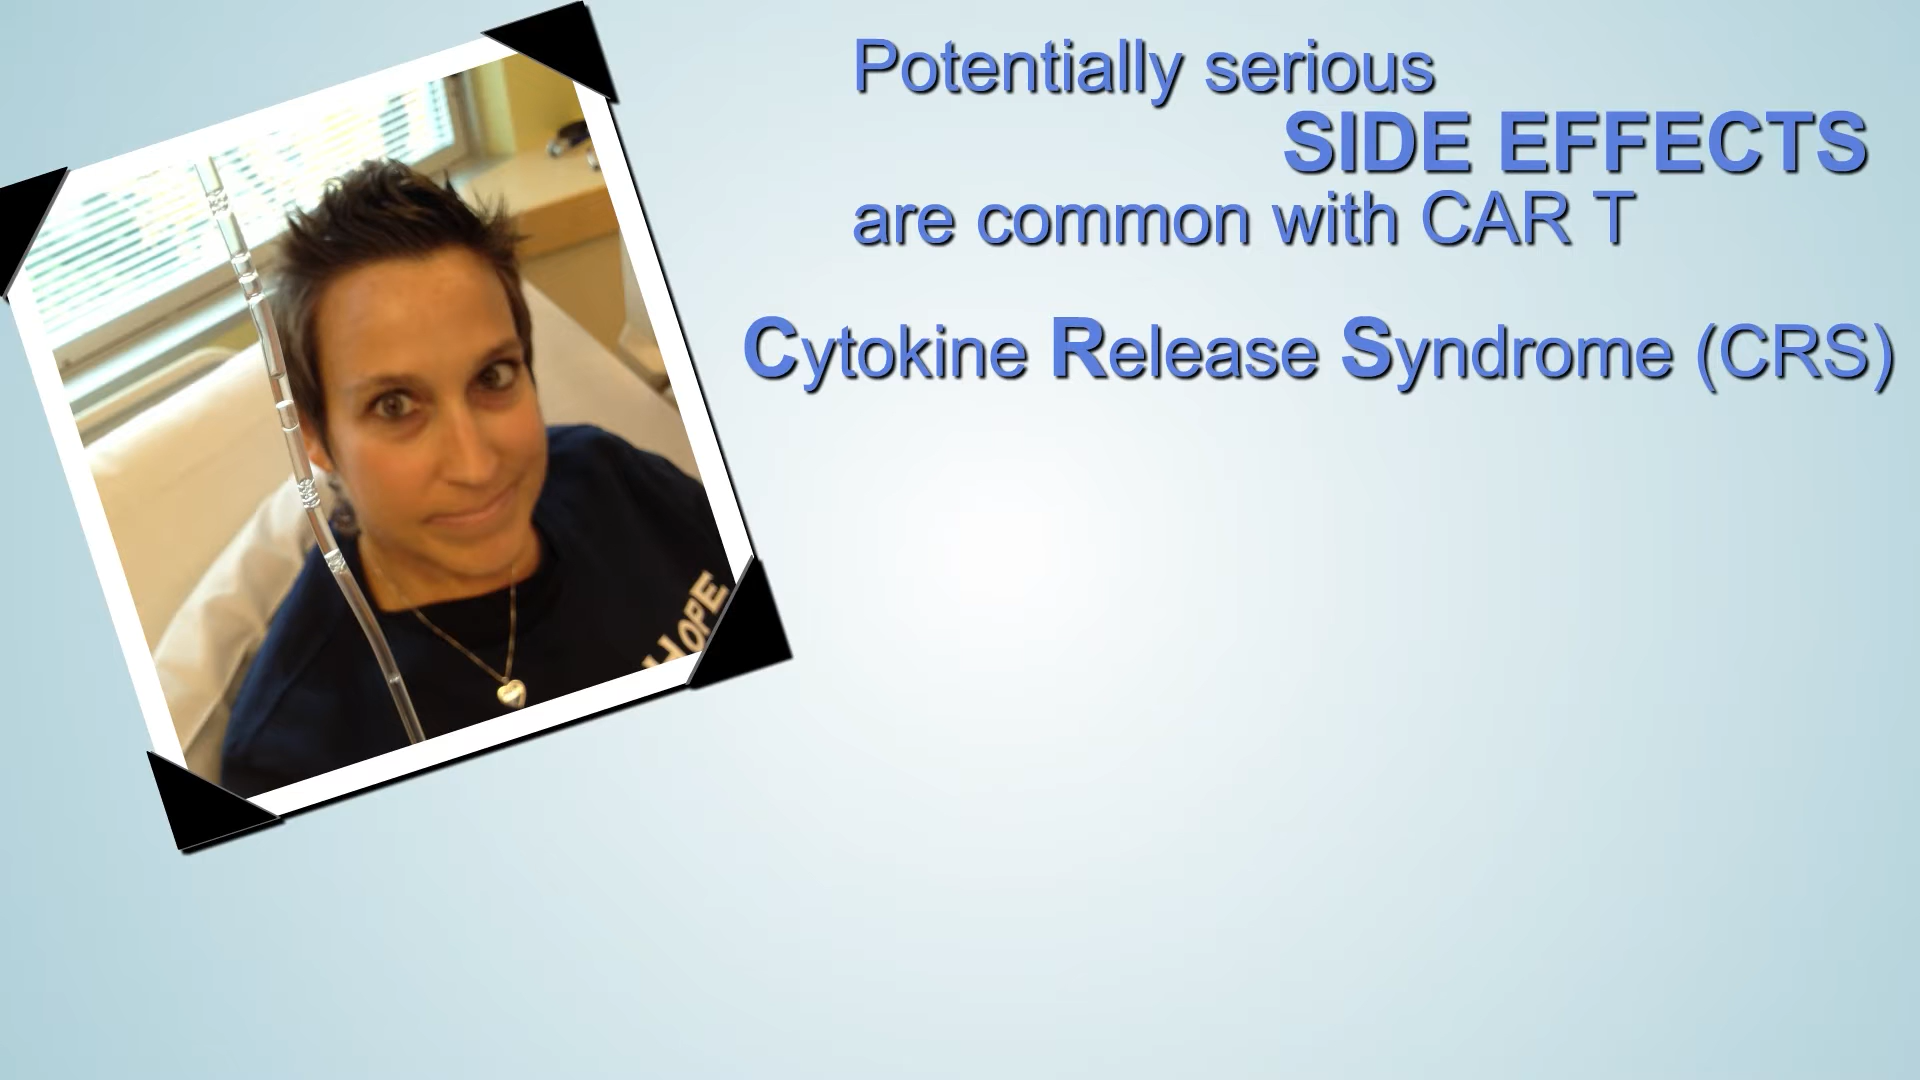 Potentially serious
SIDE EFFECTS
are common with CAR T
Cytokine Release Syndrome (CRS)
HOPE